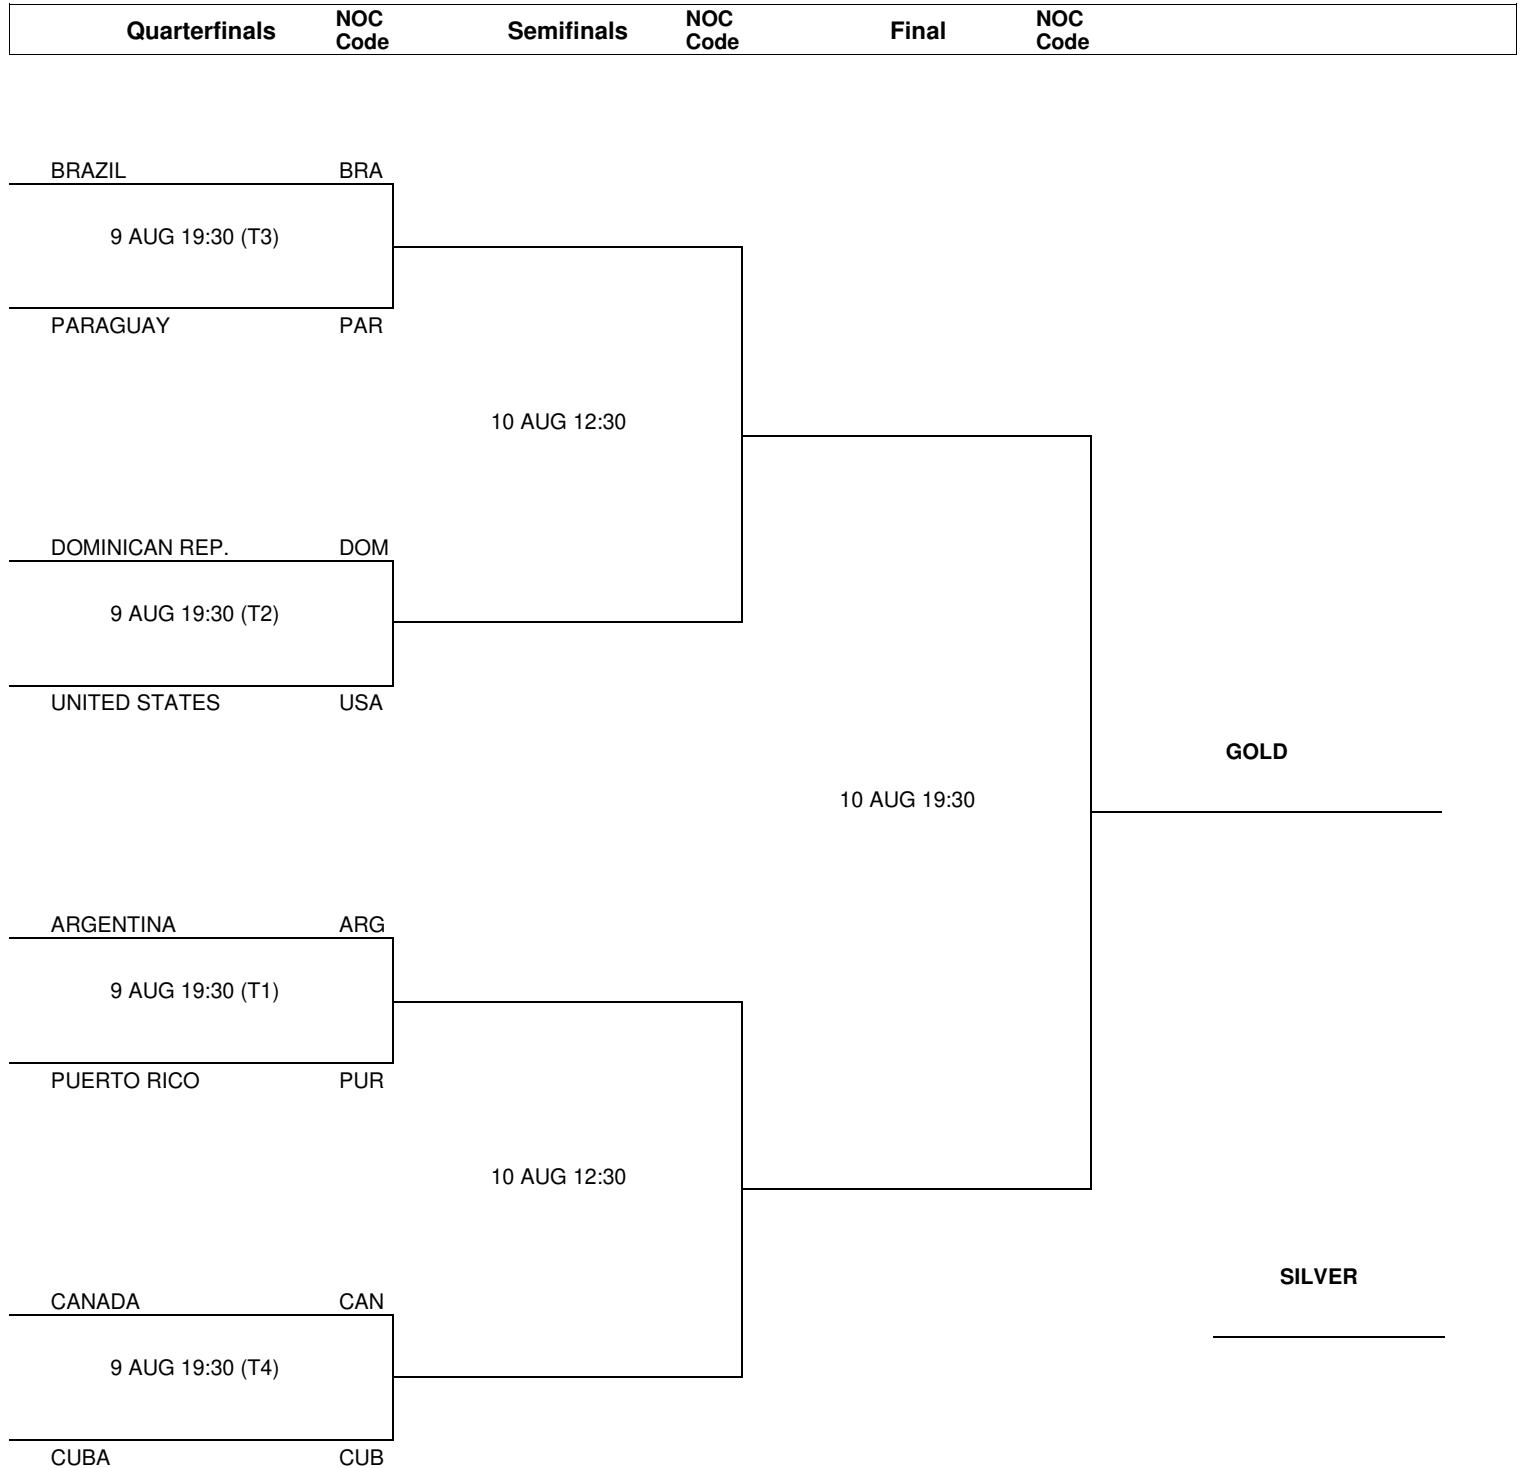 Quarterfinals NOC Code Semifinals NOC Code Final NOC Code
BRAZIL BRA
9 AUG 19:30 (T3)
PARAGUAY PAR
10 AUG 12:30
DOMINICAN REP. DOM
9 AUG 19:30 (T2)
UNITED STATES USA
GOLD
10 AUG 19:30
ARGENTINA ARG
9 AUG 19:30 (T1)
PUERTO RICO PUR
10 AUG 12:30
SILVER
CANADA CAN
9 AUG 19:30 (T4)
CUBA CUB